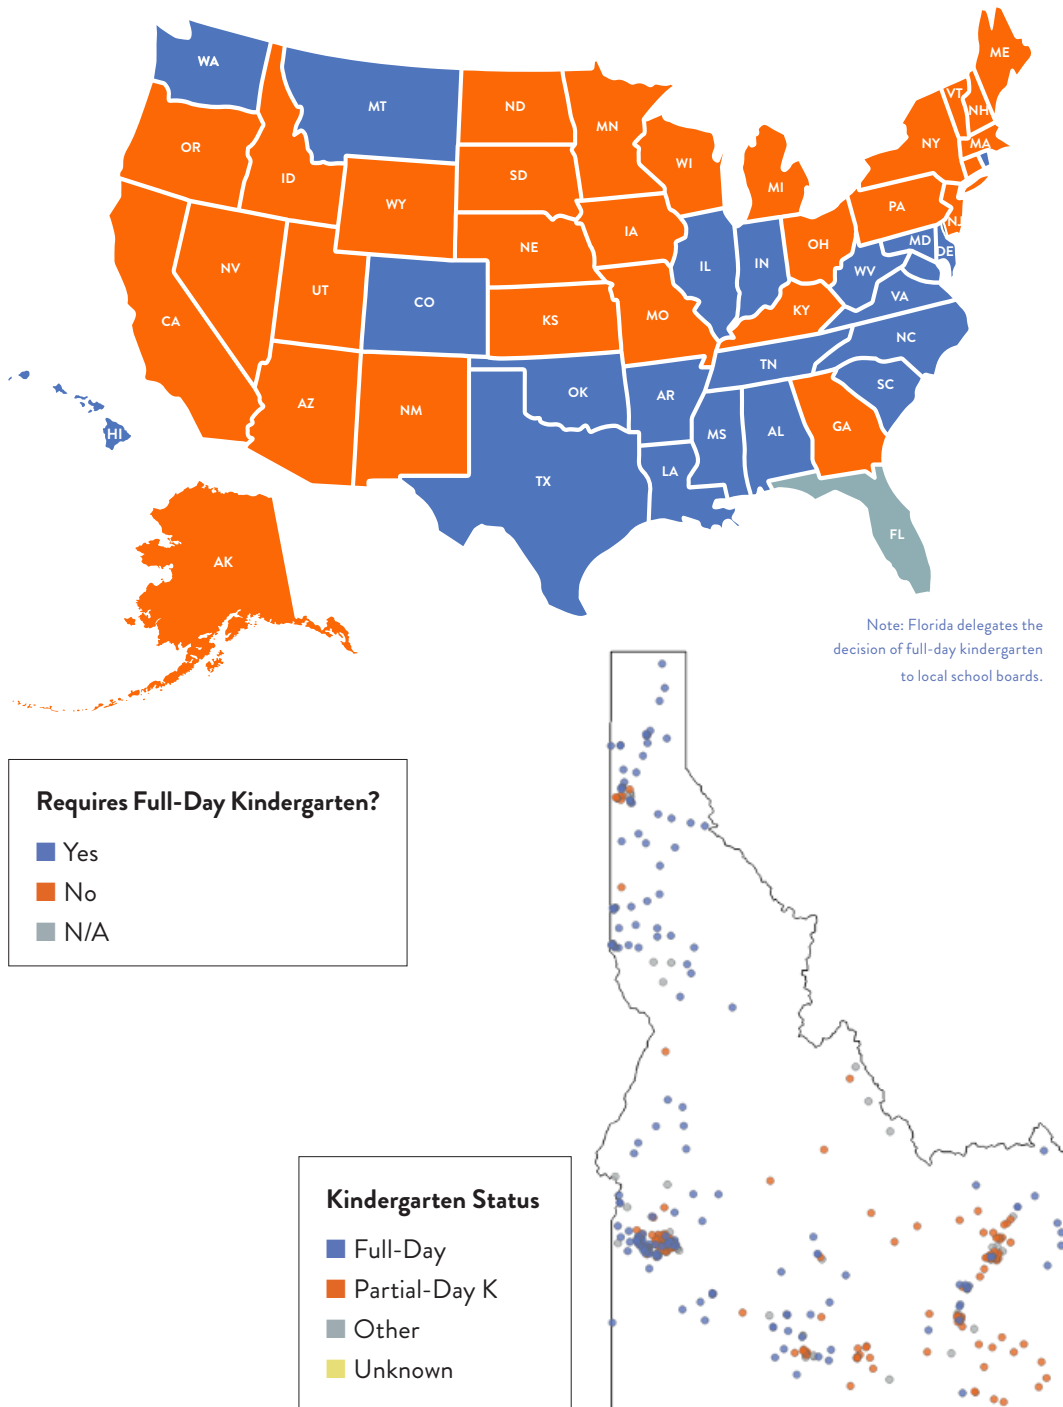 WA
MT
ND
MN
ME
VT
NH
OR
ID
SD
WI
MI
NY
MA
WY
NE
IA
PA
NJ
NV
UT
CO
IL
IN
OH
MD
DE
WV
VA
CA
KS
MO
KY
NC
AZ
NM
OK
AR
TN
SC
HI
TX
LA
MS
AL
GA
AK
FL
Note: Florida delegates the
decision of full-day kindergarten
to local school boards.
Requires Full-Day Kindergarten?
Yes
No
N/A
Kindergarten Status
Full-Day
Partial-Day K
Other
Unknown